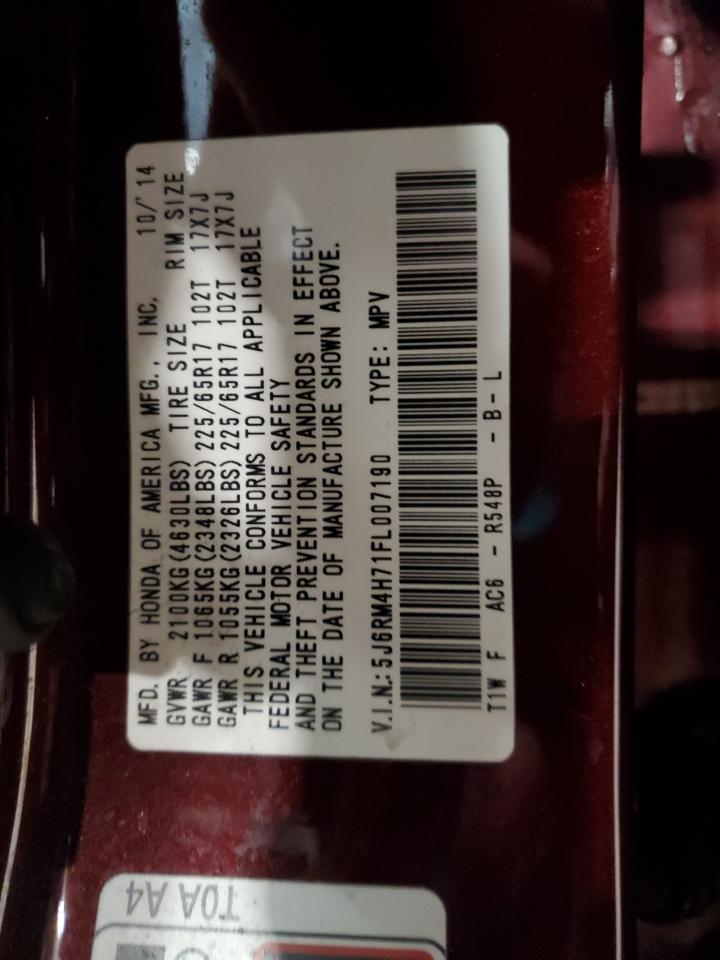 MFD. BY HONDA OF AMERICA MFG., INC. 10/'14
GVWR 2100KG(4630LBS) TIRE SIZE RIM SIZE
GAWR F 1065KG(2348LBS) 225/65R17 102T 17X7J
GAWR R 1055KG(2326LBS) 225/65R17 102T 17X7J
THIS VEHICLE CONFORMS TO ALL APPLICABLE
FEDERAL MOTOR VEHICLE SAFETY
AND THEFT PREVENTION STANDARDS IN EFFECT
ON THE DATE OF MANUFACTURE SHOWN ABOVE.
V.I.N.:5J6RM4H71FL007190 TYPE: MPV
T1W F AC6 - R548P - B - L
T0A A4